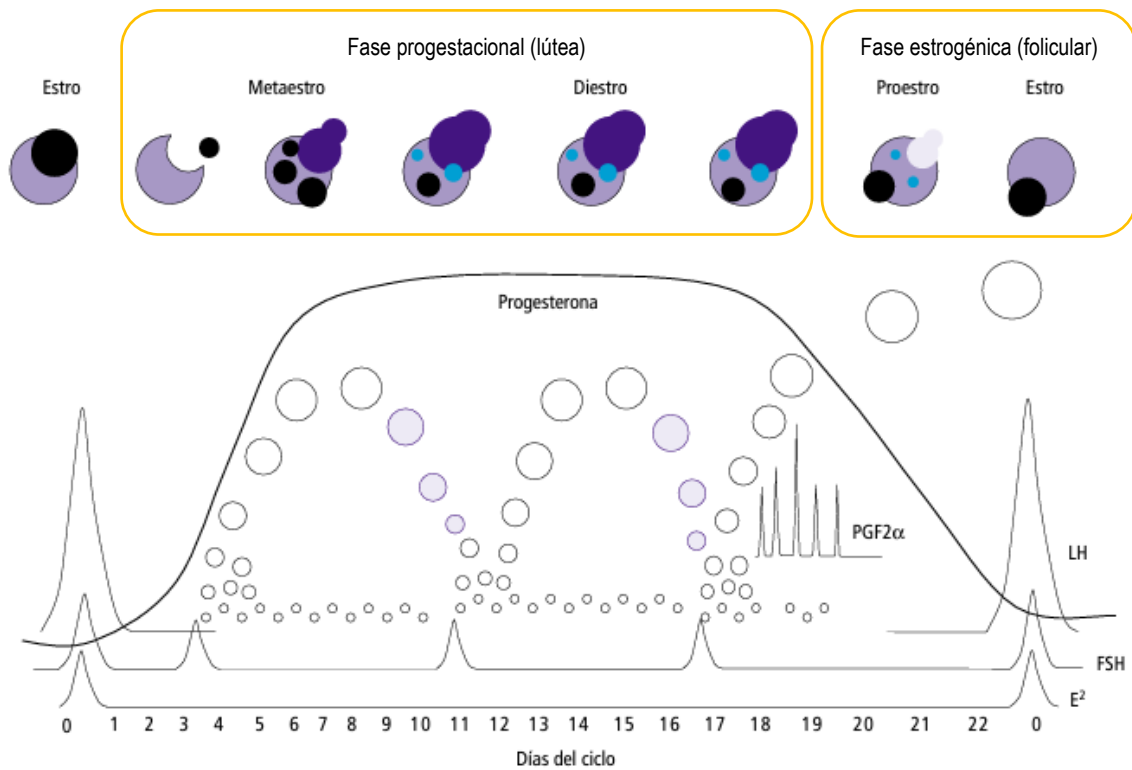 Fase progestacional (lútea)
Fase estrogénica (folicular)
Estro
Metaestro
Diestro
Proestro
Estro
Progesterona
PGF2α
LH
FSH
E²
0 1 2 3 4 5 6 7 8 9 10 11 12 13 14 15 16 17 18 19 20 21 22 0
Días del ciclo